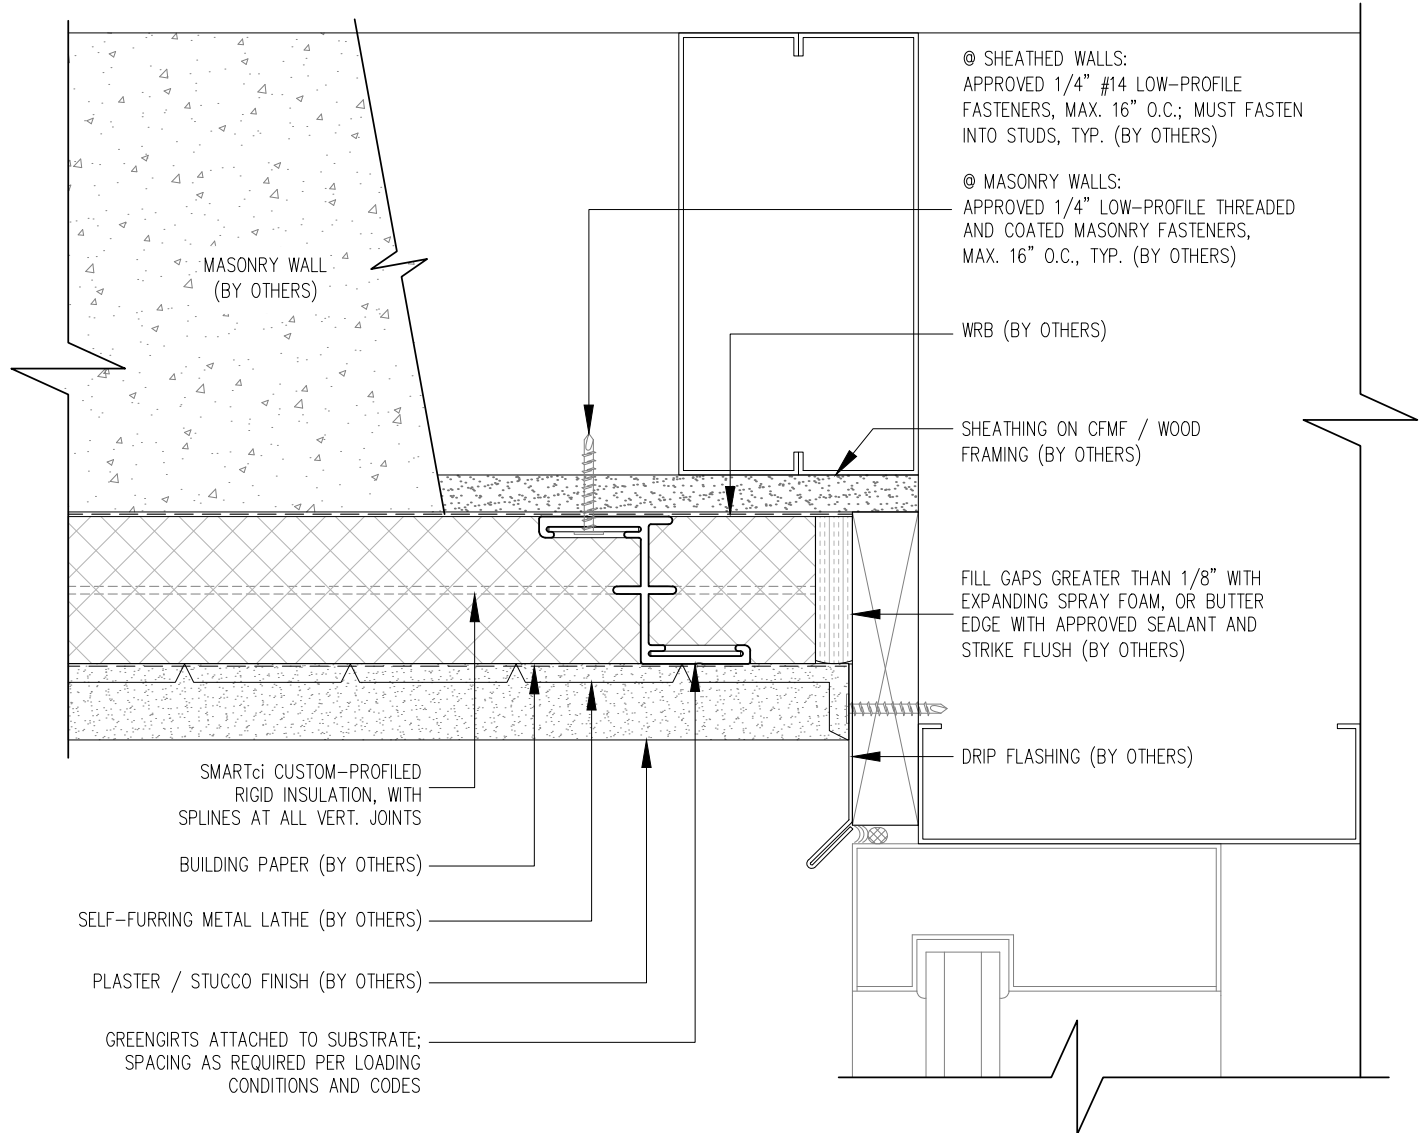 @ SHEATHED WALLS:
APPROVED 1/4” #14 LOW-PROFILE
FASTENERS, MAX. 16” O.C.; MUST FASTEN
INTO STUDS, TYP. (BY OTHERS)
@ MASONRY WALLS:
APPROVED 1/4” LOW-PROFILE THREADED
AND COATED MASONRY FASTENERS,
MAX. 16” O.C., TYP. (BY OTHERS)
MASONRY WALL
(BY OTHERS)
WRB (BY OTHERS)
SHEATHING ON CFMF / WOOD
FRAMING (BY OTHERS)
FILL GAPS GREATER THAN 1/8” WITH
EXPANDING SPRAY FOAM, OR BUTTER
EDGE WITH APPROVED SEALANT AND
STRIKE FLUSH (BY OTHERS)
DRIP FLASHING (BY OTHERS)
SMARTci CUSTOM-PROFILED
RIGID INSULATION, WITH
SPLINES AT ALL VERT. JOINTS
BUILDING PAPER (BY OTHERS)
SELF-FURRING METAL LATHE (BY OTHERS)
PLASTER / STUCCO FINISH (BY OTHERS)
GREENGIRTS ATTACHED TO SUBSTRATE;
SPACING AS REQUIRED PER LOADING
CONDITIONS AND CODES